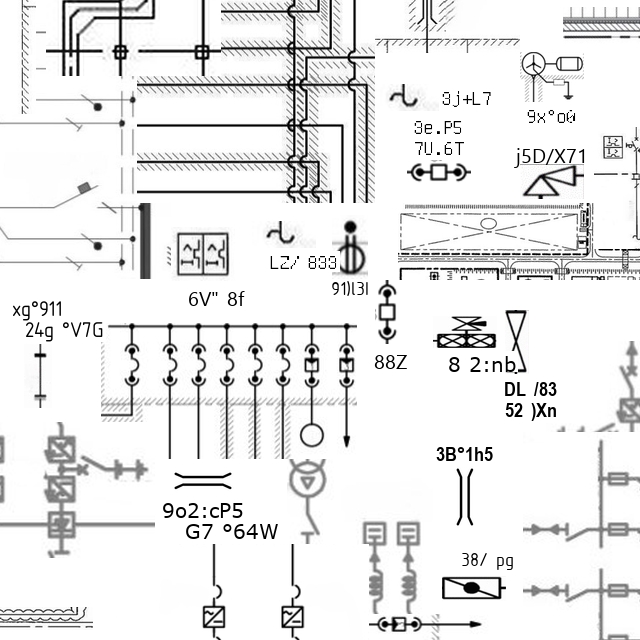 3j+L7
9x°o0
3e.P5
7U.6T
j5D/X71
LZ/ 833
91)l3l
6V" 8f
xg°911
24g °V7G
88Z
8 2:nb
DL /83
52 )Xn
3B°1h5
9o2:cP5
G7 °64W
38/ pg